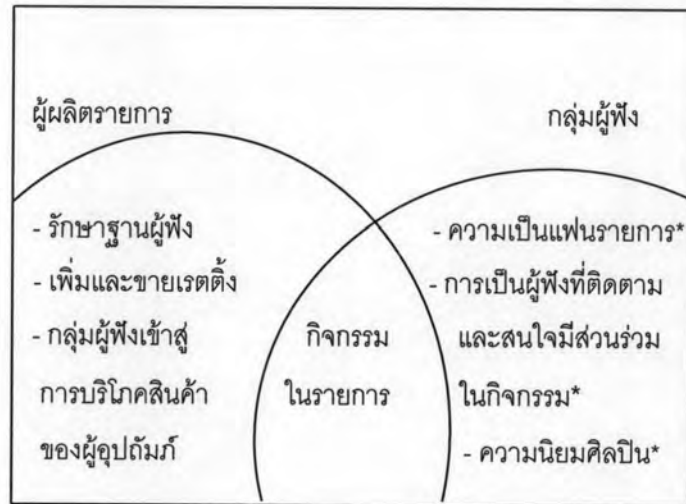 ผู้ผลิตรายการ
กลุ่มผู้ฟัง
- รักษาฐานผู้ฟัง
- เพิ่มและขายเรตติ้ง
- กลุ่มผู้ฟังเข้าสู่
การบริโภคสินค้า
ของผู้อุปถัมภ์
กิจกรรม
ในรายการ
- ความเป็นแฟนรายการ*
- การเป็นผู้ฟังที่ติดตาม
และสนใจมีส่วนร่วม
ในกิจกรรม*
- ความนิยมศิลปิน*